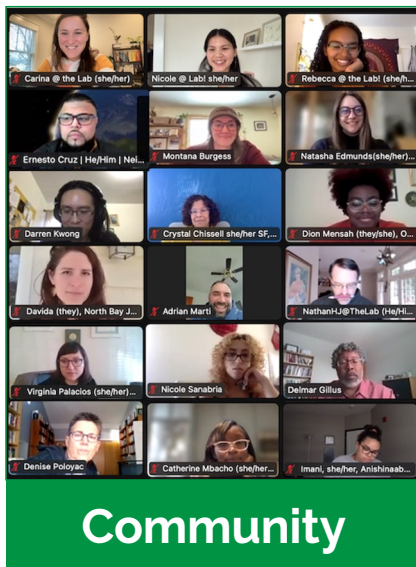 Carina @ the Lab (she/her)
Nicole @ Lab! she/her
Rebecca @ the Lab! (she/h...
Ernesto Cruz | He/Him | Nei...
Montana Burgess
Natasha Edmunds(she/her)...
Darren Kwong
Crystal Chissell she/her SF,...
Dion Mensah (they/she), O...
Davida (they), North Bay J...
Adrian Marti
NathanHJ@TheLab (He/Hi...
Virginia Palacios (she/her)...
Nicole Sanabria
Delmar Gillus
Denise Poloyac
Catherine Mbacho (she/her...
Imani, she/her, Anishinaab...
Community